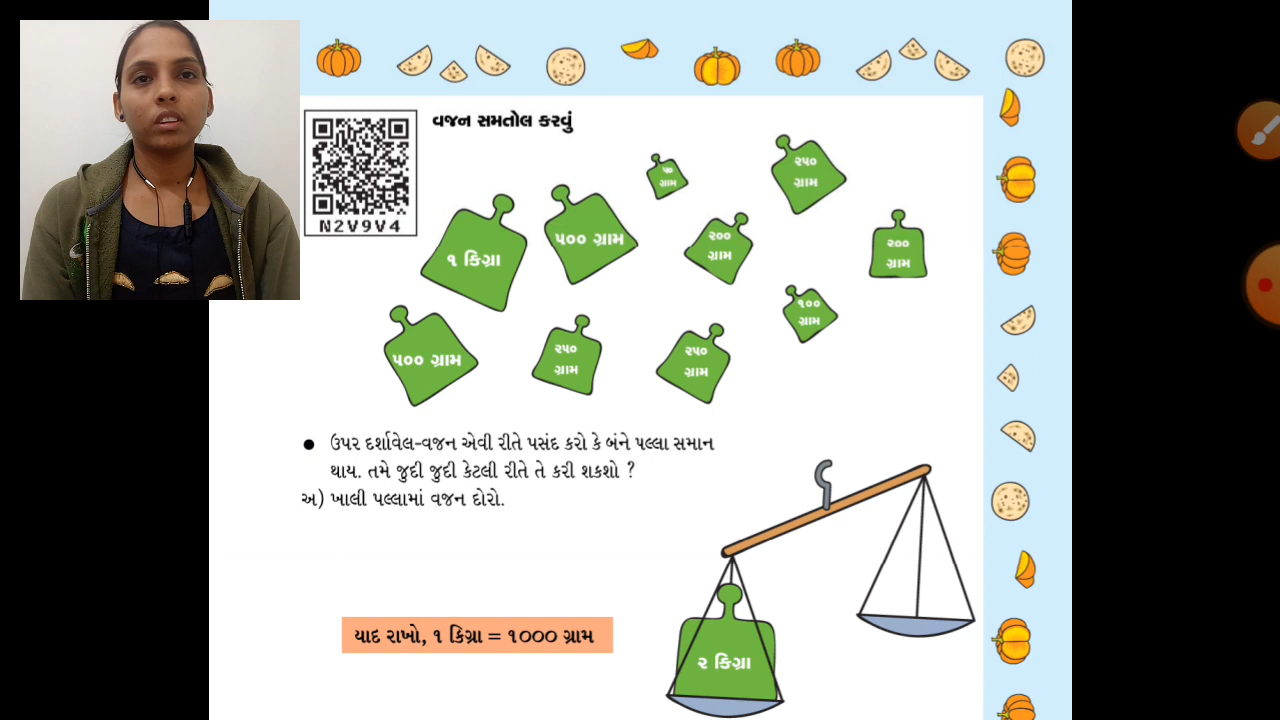 વજન સમતોલ કરવું
N2V9V4
૧ કિગ્રા
૫૦૦ ગ્રામ
ગ્રામ
૨૫૦
ગ્રામ
૨૦૦
ગ્રામ
૨૦૦
ગ્રામ
૧૦૦
ગ્રામ
૫૦૦ ગ્રામ
૨૫૦
ગ્રામ
૨૫૦
ગ્રામ
● ઉપર દર્શાવેલ-વજન એવી રીતે પસંદ કરો કે બંને પલ્લા સમાન
થાય. તમે જુદી જુદી કેટલી રીતે તે કરી શકશો ?
અ) ખાલી પલ્લામાં વજન દોરો.
યાદ રાખો, ૧ કિગ્રા = ૧૦૦૦ ગ્રામ
૨ કિગ્રા